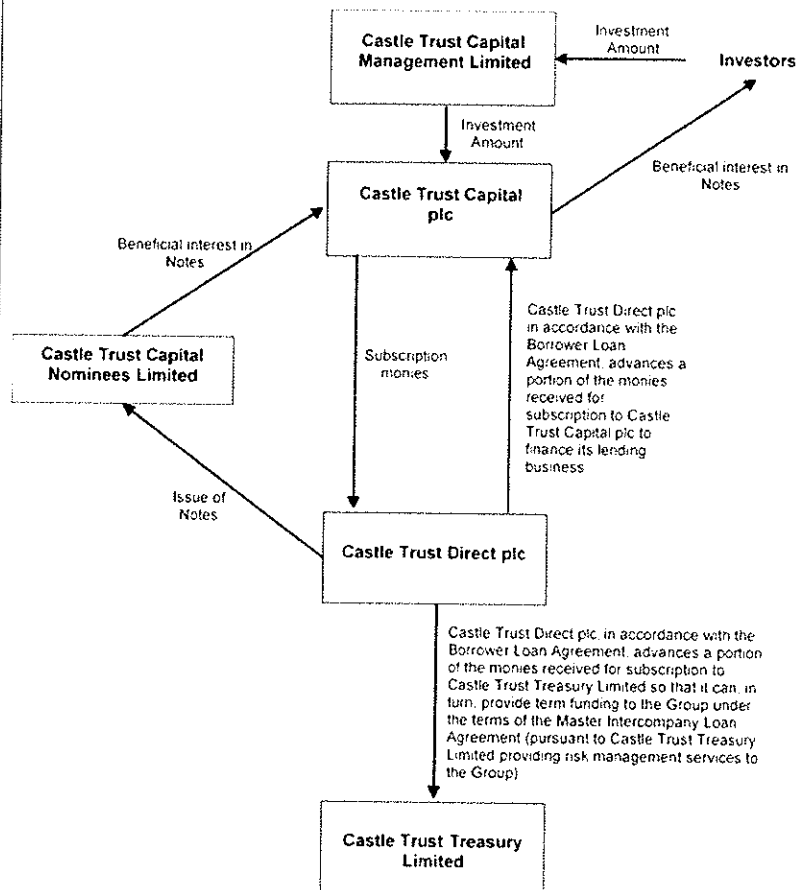 Castle Trust Capital
Management Limited
Investment
Amount
Investors
Investment
Amount
Beneficial interest in
Notes
Castle Trust Capital
plc
Beneficial interest in
Notes
Castle Trust Capital
Nominees Limited
Subscription
monies
Castle Trust Direct plc
in accordance with the
Borrower Loan
Agreement, advances a
portion of the monies
received for
subscription to Castle
Trust Capital plc to
finance its lending
business
Issue of
Notes
Castle Trust Direct plc
Castle Trust Direct plc, in accordance with the
Borrower Loan Agreement, advances a portion
of the monies received for subscription to
Castle Trust Treasury Limited so that it can, in
turn, provide term funding to the Group under
the terms of the Master Intercompany Loan
Agreement (pursuant to Castle Trust Treasury
Limited providing risk management services to
the Group)
Castle Trust Treasury
Limited